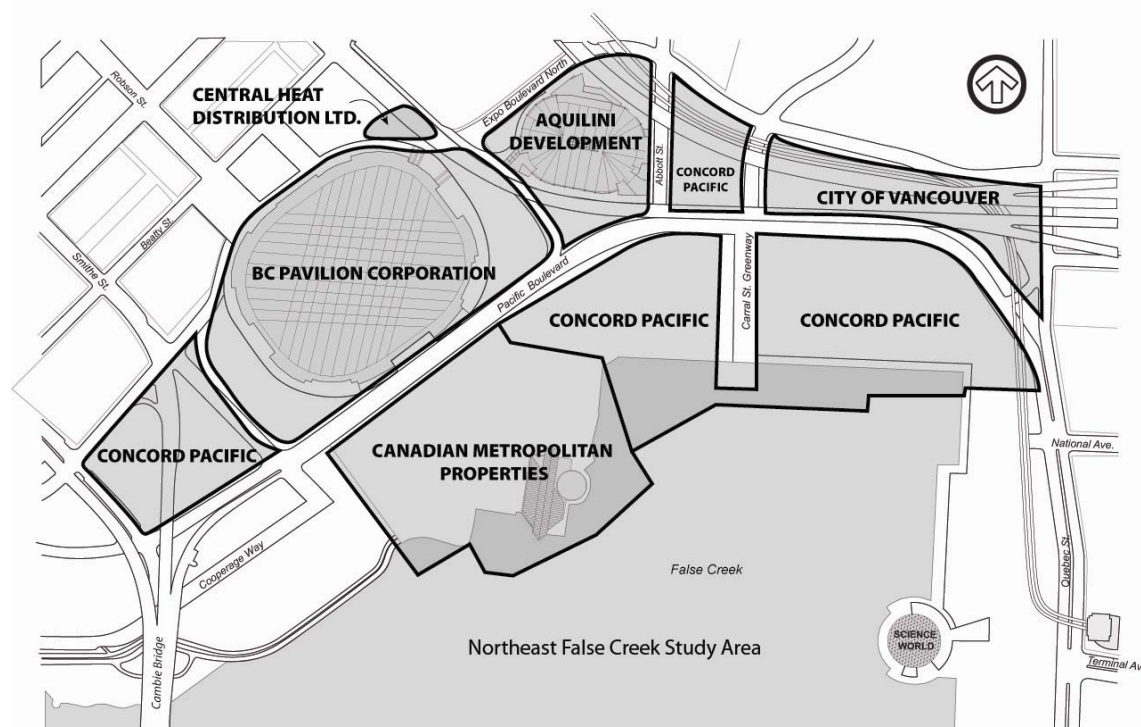 Robson St.
CENTRAL HEAT
DISTRIBUTION LTD.
Expo Boulevard North
AQUILINI
DEVELOPMENT
Abbott St.
CONCORD
PACIFIC
CITY OF VANCOUVER
Beatty St.
Smithe St.
BC PAVILION CORPORATION
Pacific Boulevard
CONCORD PACIFIC
Carral St. Greenway
CONCORD PACIFIC
CONCORD PACIFIC
CANADIAN METROPOLITAN
PROPERTIES
National Ave.
Cooperage Way
False Creek
Quebec St.
Northeast False Creek Study Area
SCIENCE
WORLD
Cambie Bridge
Terminal Av